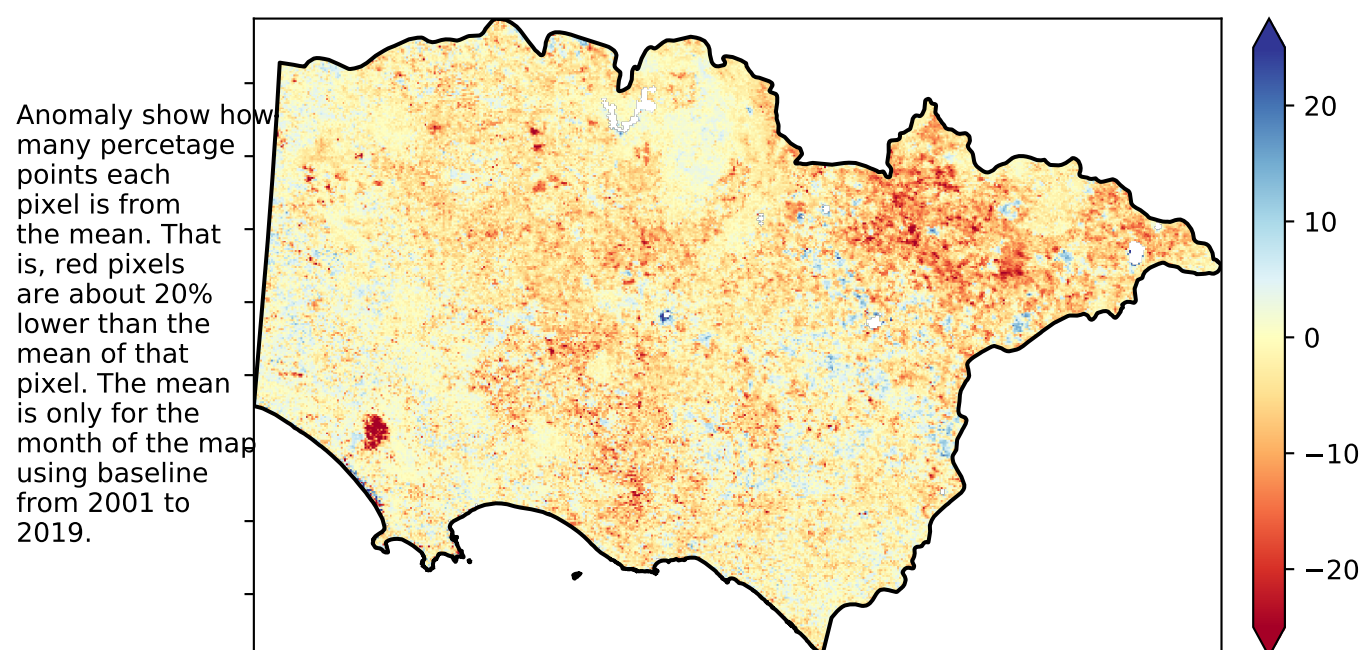 Anomaly show how
many percetage
points each
pixel is from
the mean. That
is, red pixels
are about 20%
lower than the
mean of that
pixel. The mean
is only for the
month of the map
using baseline
from 2001 to
2019.
20
10
0
−10
−20